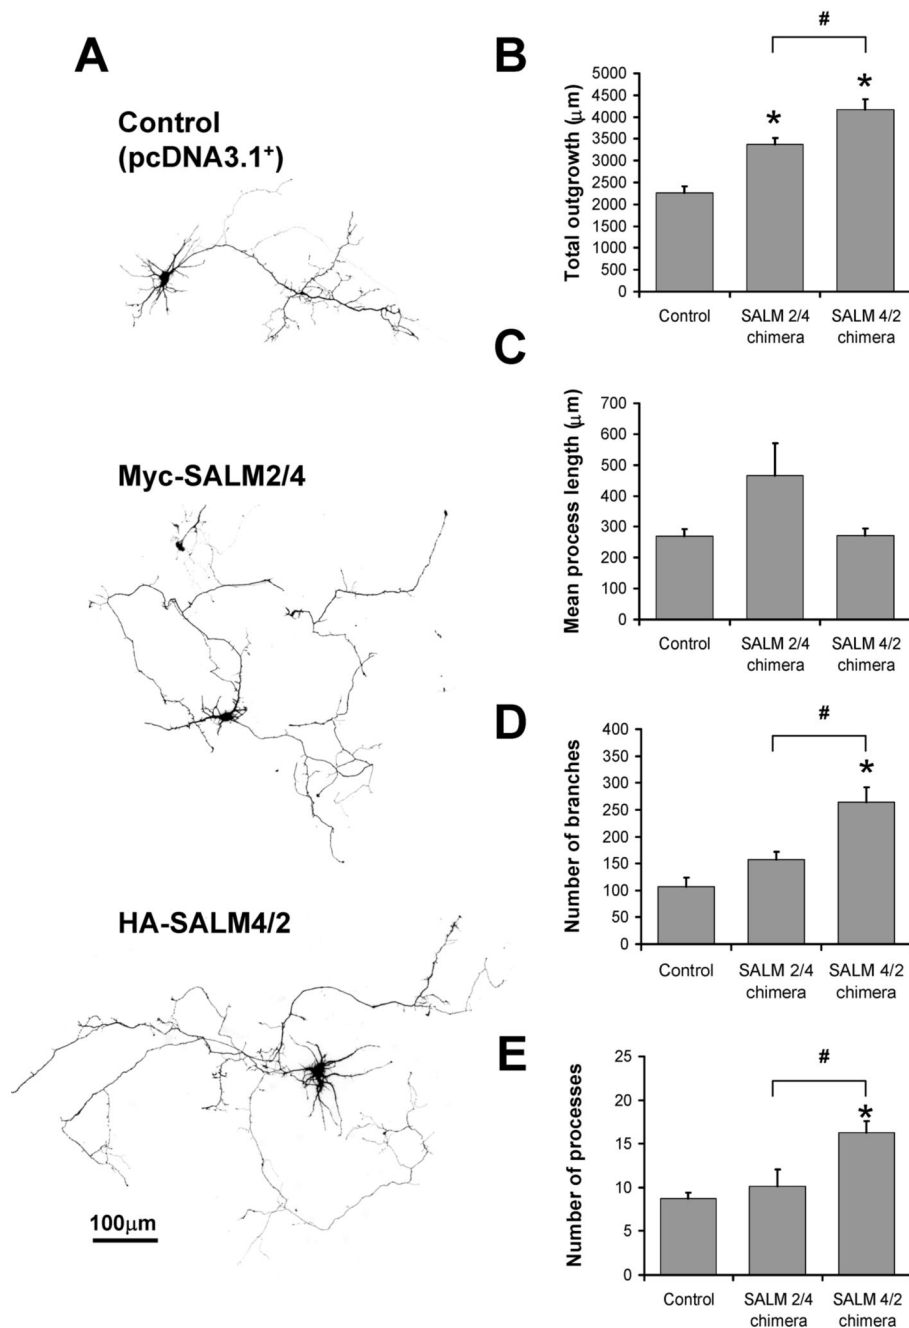 A
Control
(pcDNA3.1+)
Myc-SALM2/4
HA-SALM4/2
100μm
B
#
*
*
Total outgrowth (μm)
5000
4500
4000
3500
3000
2500
2000
1500
1000
500
0
Control
SALM 2/4
chimera
SALM 4/2
chimera
C
Mean process length (μm)
700
600
500
400
300
200
100
0
Control
SALM 2/4
chimera
SALM 4/2
chimera
D
#
*
Number of branches
400
350
300
250
200
150
100
50
0
Control
SALM 2/4
chimera
SALM 4/2
chimera
E
#
*
Number of processes
25
20
15
10
5
0
Control
SALM 2/4
chimera
SALM 4/2
chimera